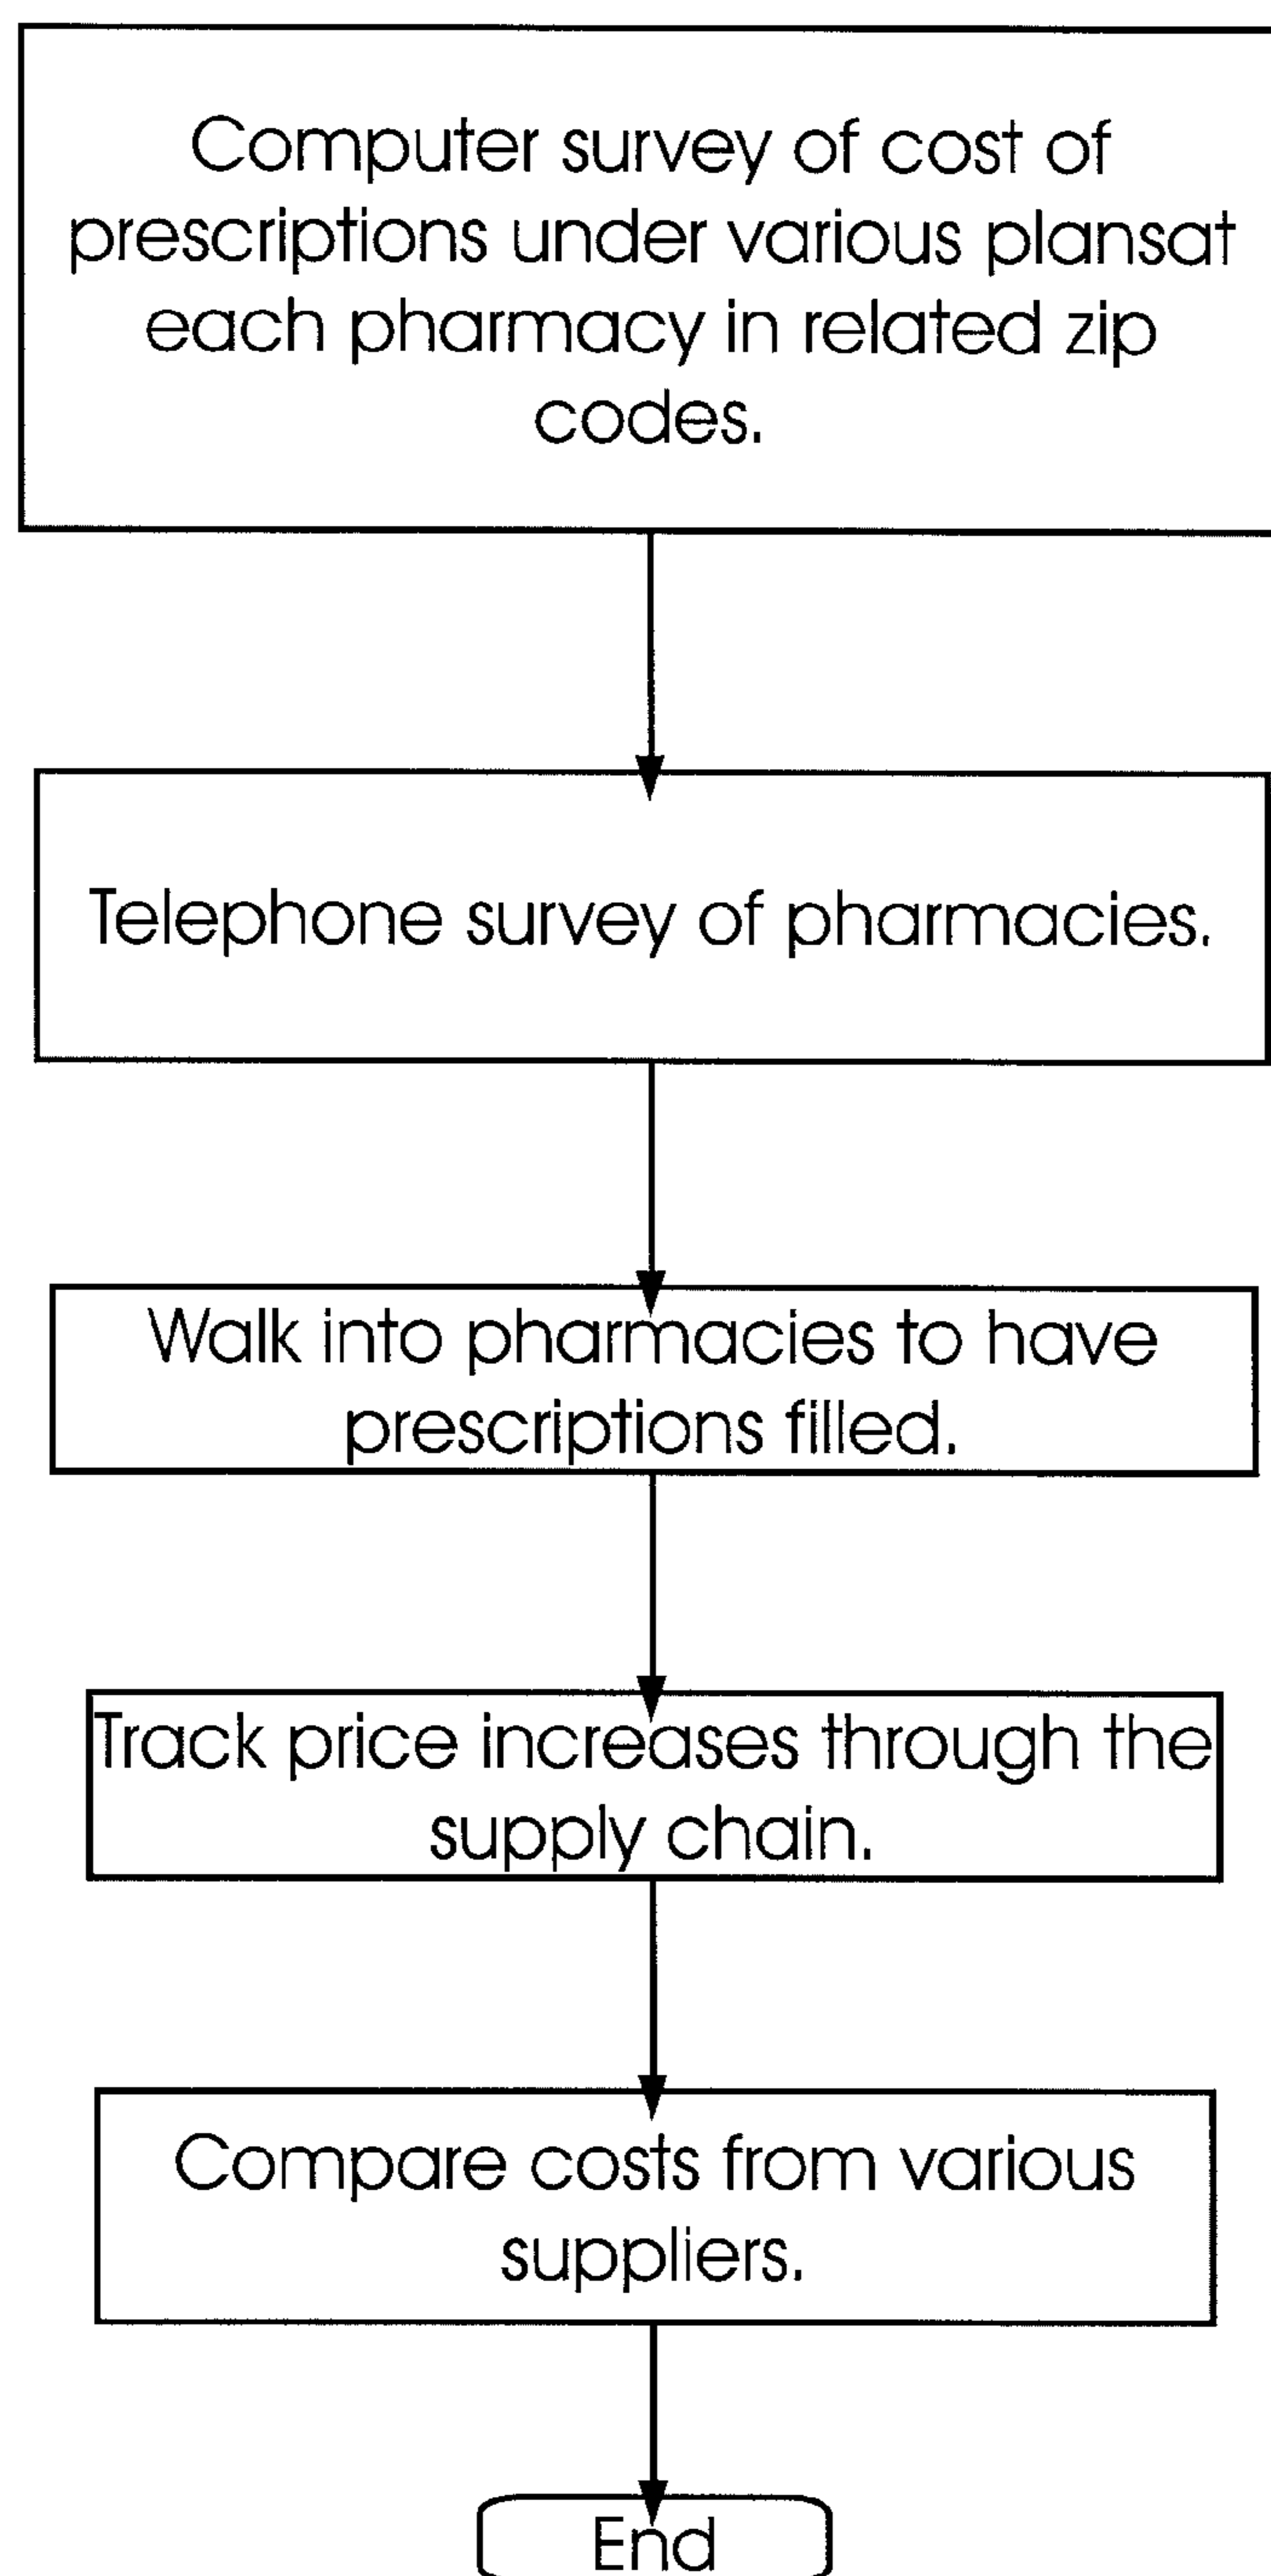 Computer survey of cost of
prescriptions under various plansat
each pharmacy in related zip
codes.
Telephone survey of pharmacies.
Walk into pharmacies to have
prescriptions filled.
Track price increases through the
supply chain.
Compare costs from various
suppliers.
End